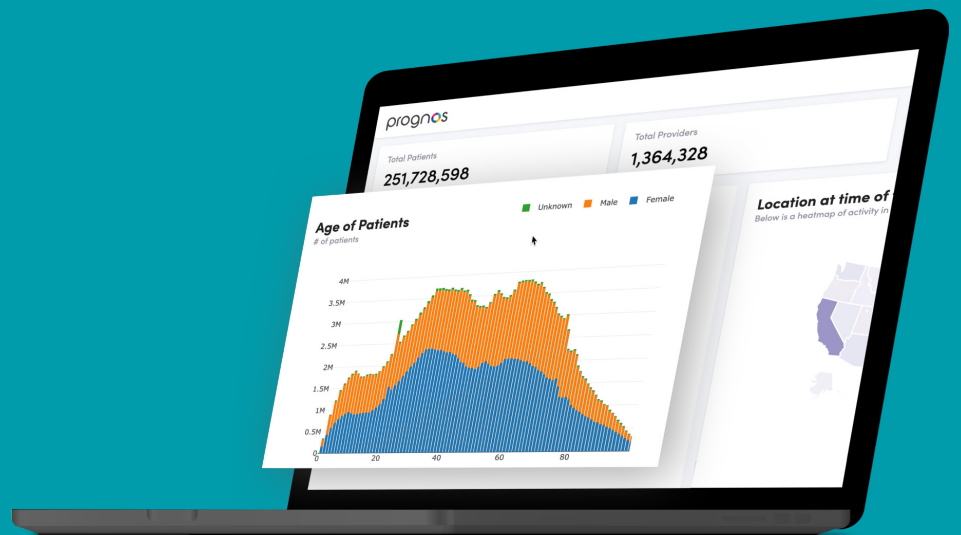 prognos
Total Patients
251,728,598
Total Providers
1,364,328
Age of Patients
# of patients
Unknown
Male
Female
4M
3.5M
3M
2.5M
2M
1.5M
1M
0.5M
0
20
40
60
80
Location at time of
Below is a heatmap of activity in